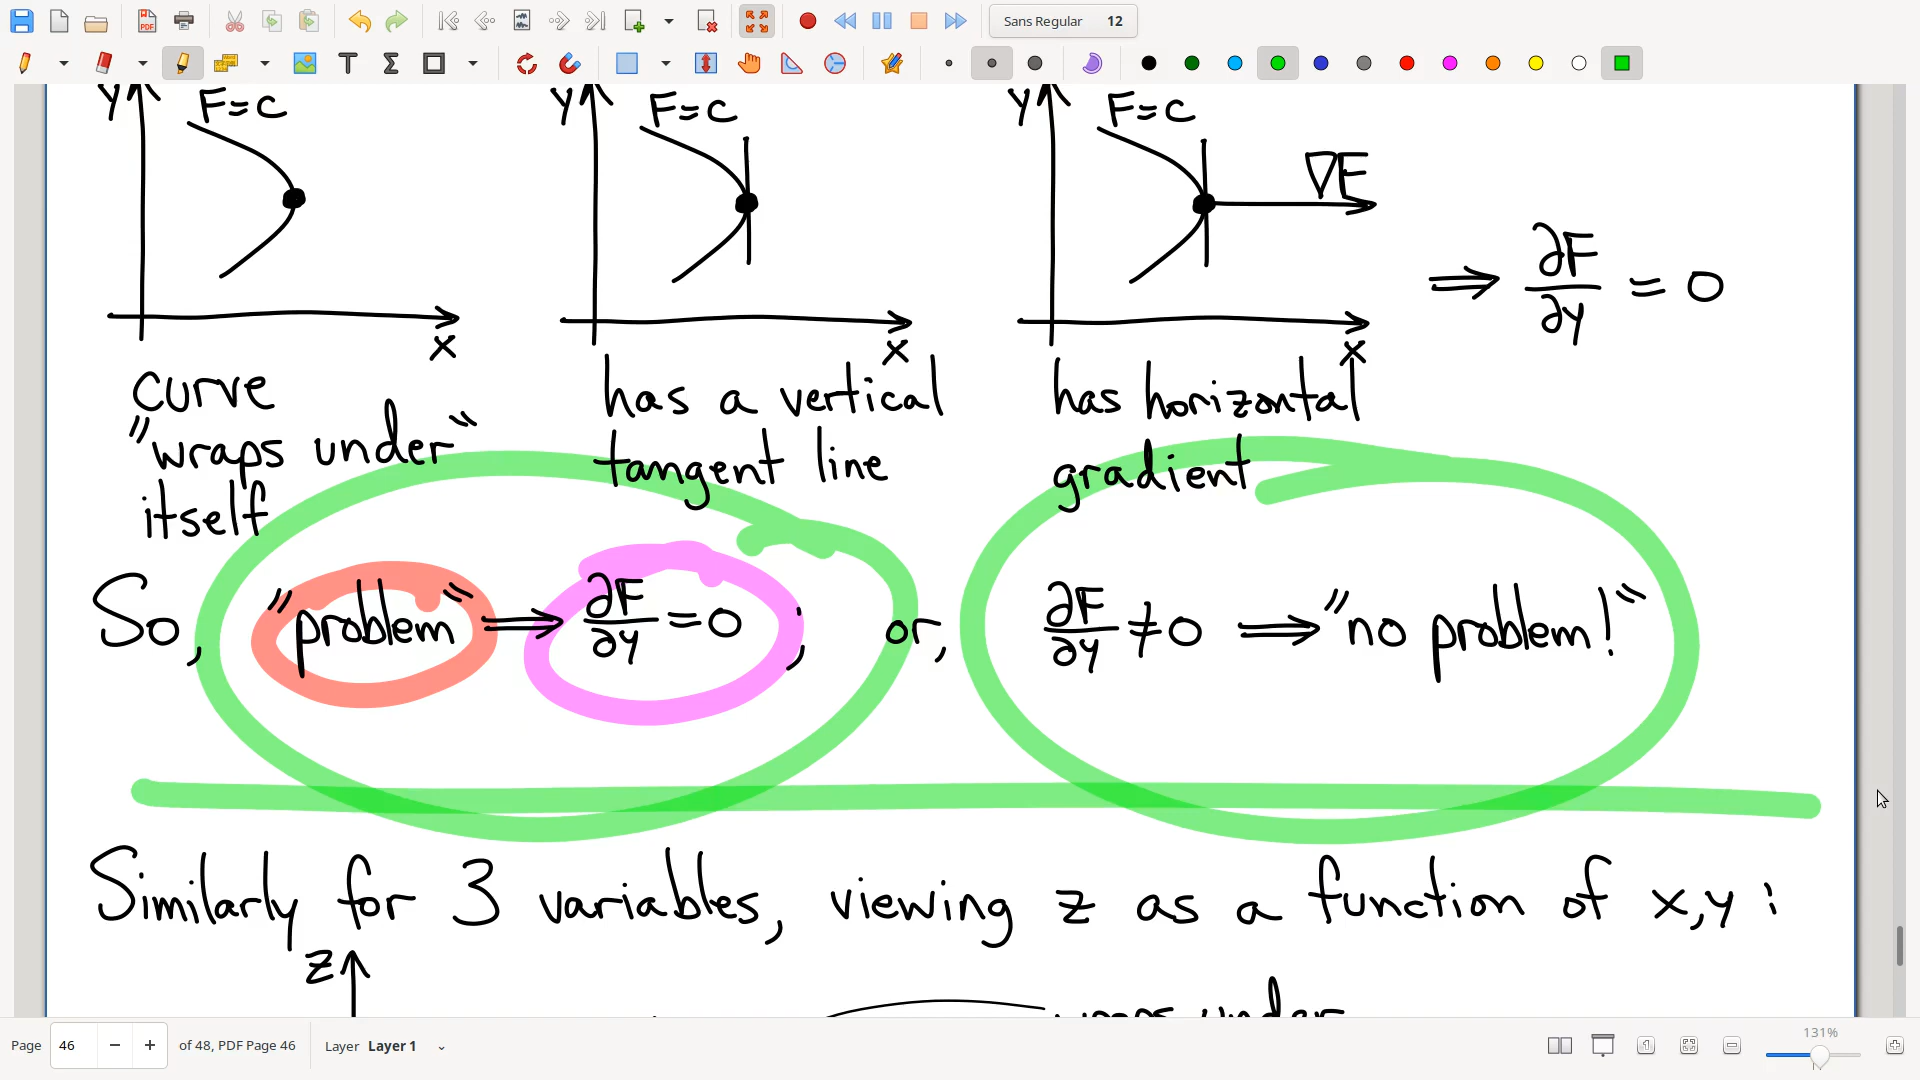 Sans Regular 12
y F=c
y F=c
y F=c
∇F
⟹ ∂F/∂y = 0
x
x
x
curve
"wraps under"
itself
has a vertical
tangent line
has horizontal
gradient
So, "problem" ⟹ ∂F/∂y = 0 ; or, ∂F/∂y ≠ 0 ⟹ "no problem!"
Similarly for 3 variables, viewing z as a function of x,y :
z
wraps under
Page 46 of 48, PDF Page 46 Layer Layer 1 131%